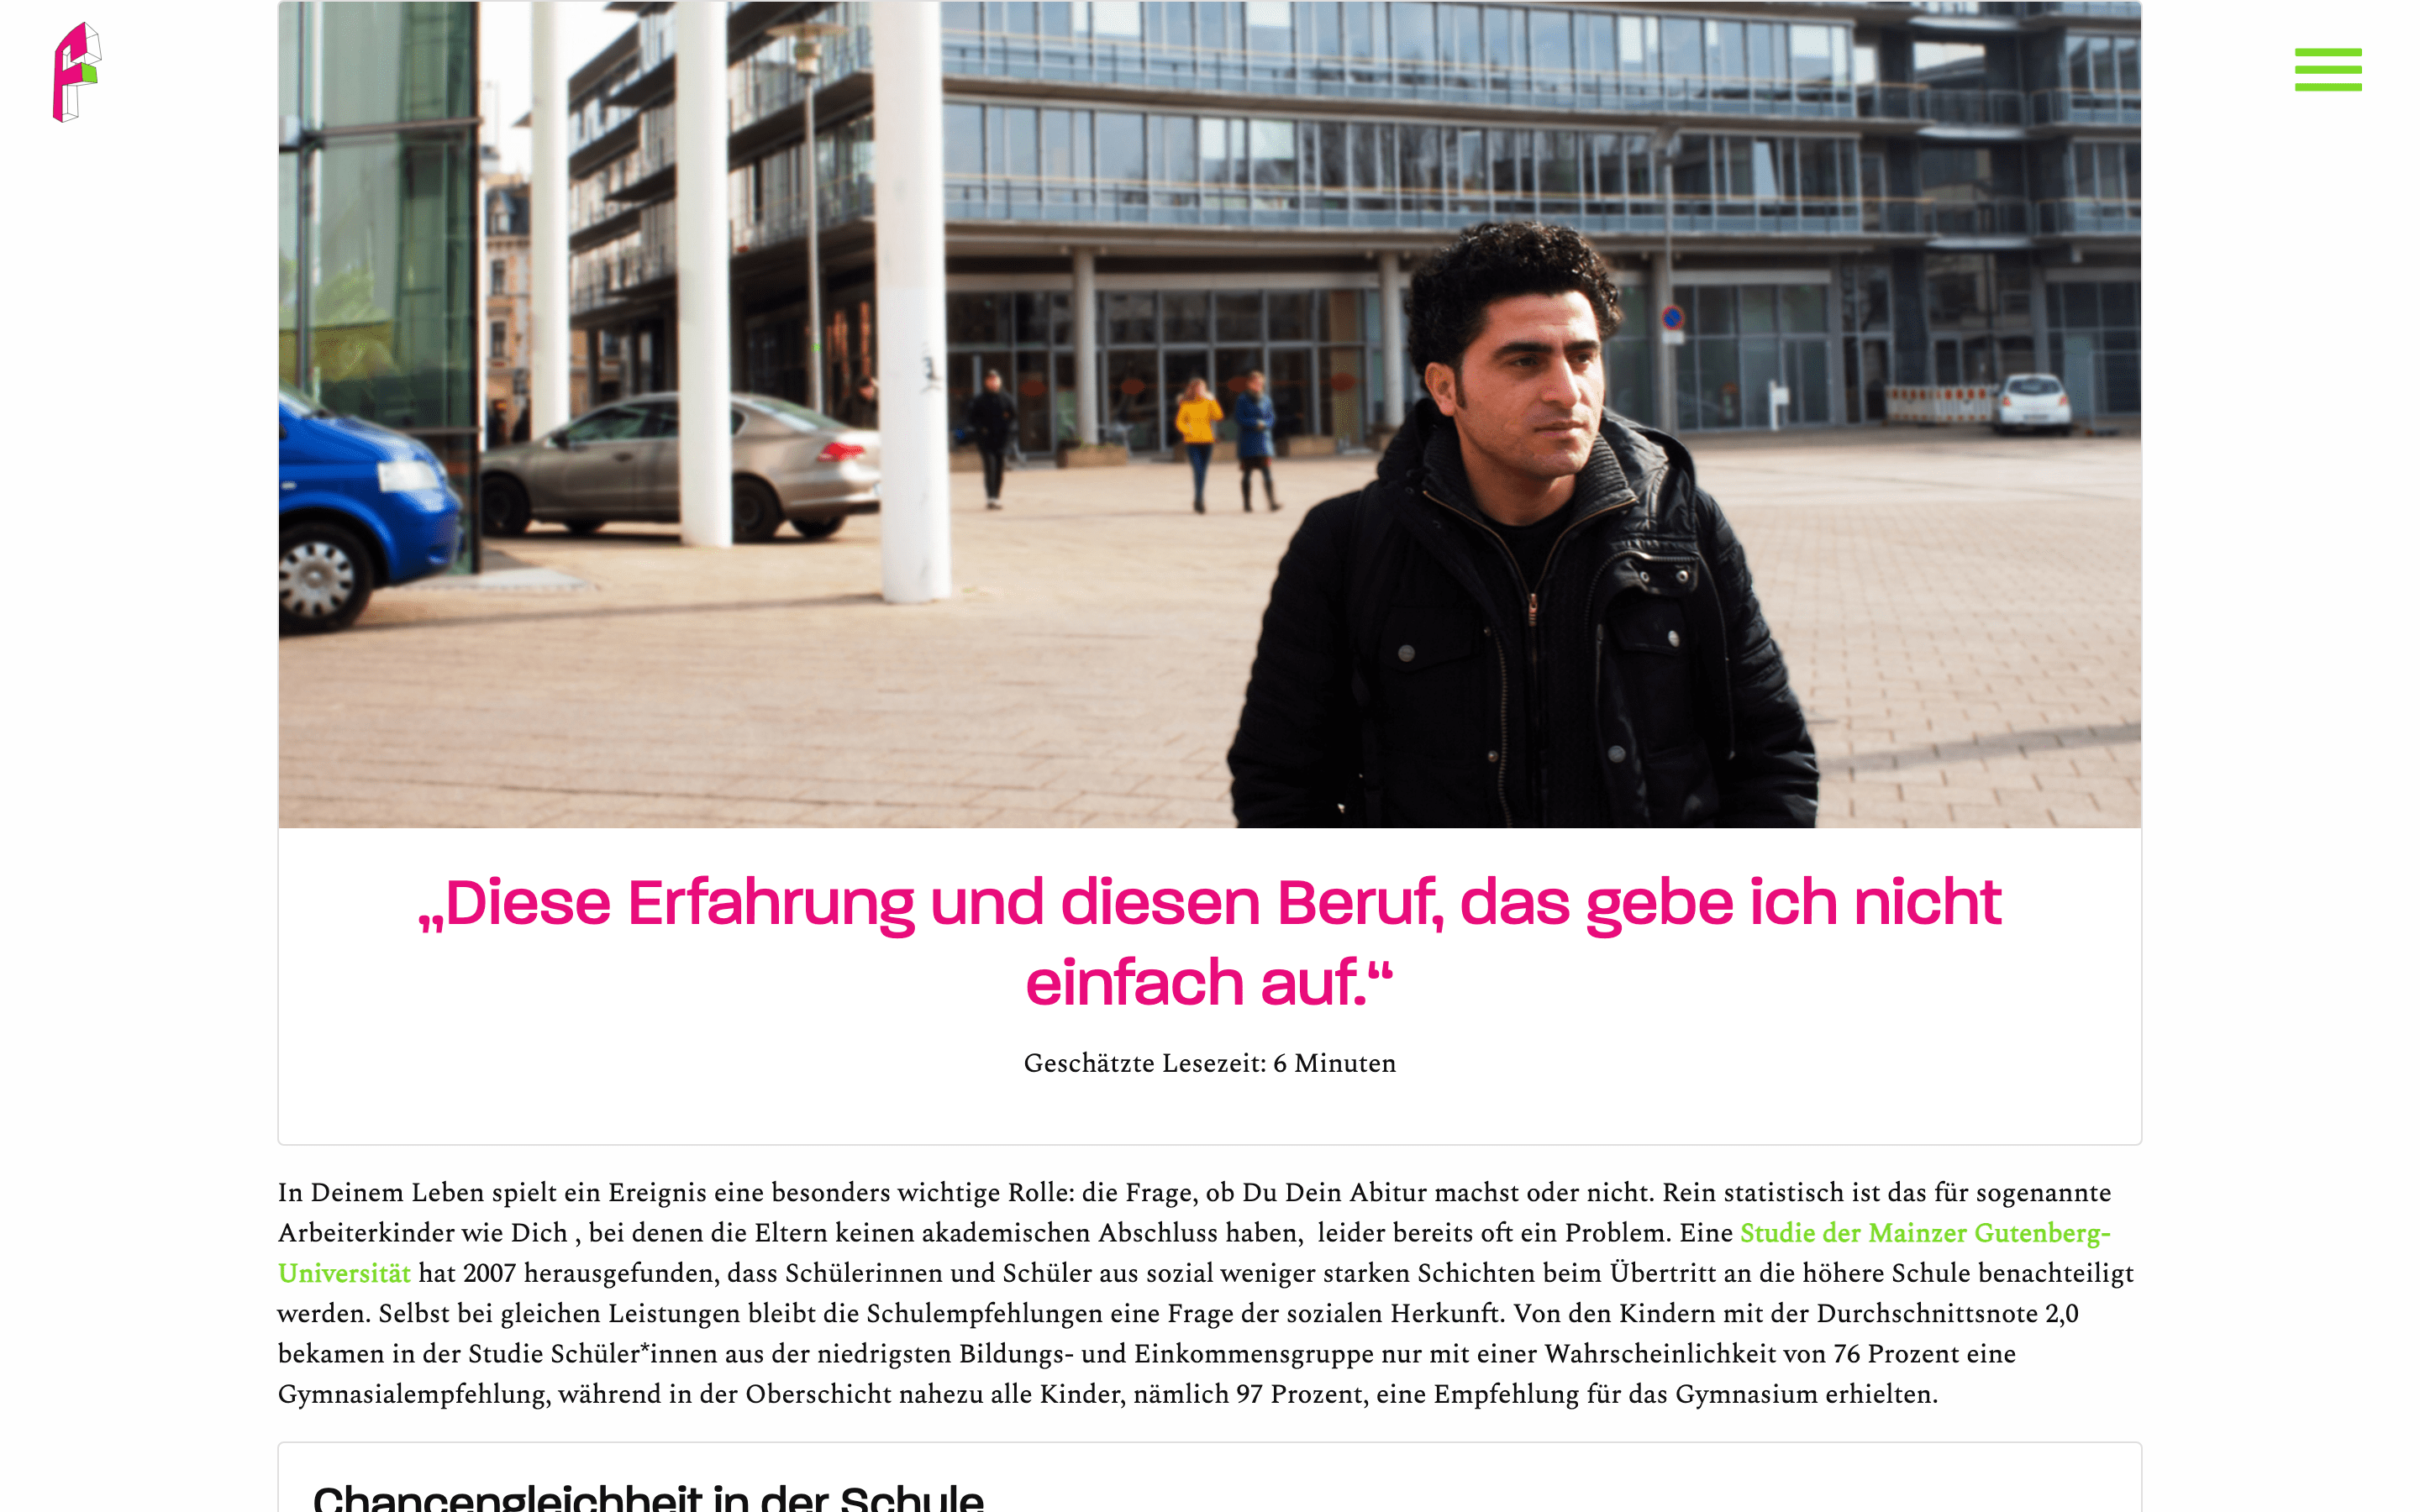 „Diese Erfahrung und diesen Beruf, das gebe ich nicht
einfach auf.“
Geschätzte Lesezeit: 6 Minuten
In Deinem Leben spielt ein Ereignis eine besonders wichtige Rolle: die Frage, ob Du Dein Abitur machst oder nicht. Rein statistisch ist das für sogenannte
Arbeiterkinder wie Dich , bei denen die Eltern keinen akademischen Abschluss haben,  leider bereits oft ein Problem. Eine Studie der Mainzer Gutenberg-
Universität hat 2007 herausgefunden, dass Schülerinnen und Schüler aus sozial weniger starken Schichten beim Übertritt an die höhere Schule benachteiligt
werden. Selbst bei gleichen Leistungen bleibt die Schulempfehlungen eine Frage der sozialen Herkunft. Von den Kindern mit der Durchschnittsnote 2,0
bekamen in der Studie Schüler*innen aus der niedrigsten Bildungs- und Einkommensgruppe nur mit einer Wahrscheinlichkeit von 76 Prozent eine
Gymnasialempfehlung, während in der Oberschicht nahezu alle Kinder, nämlich 97 Prozent, eine Empfehlung für das Gymnasium erhielten.
Chancengleichheit in der Schule